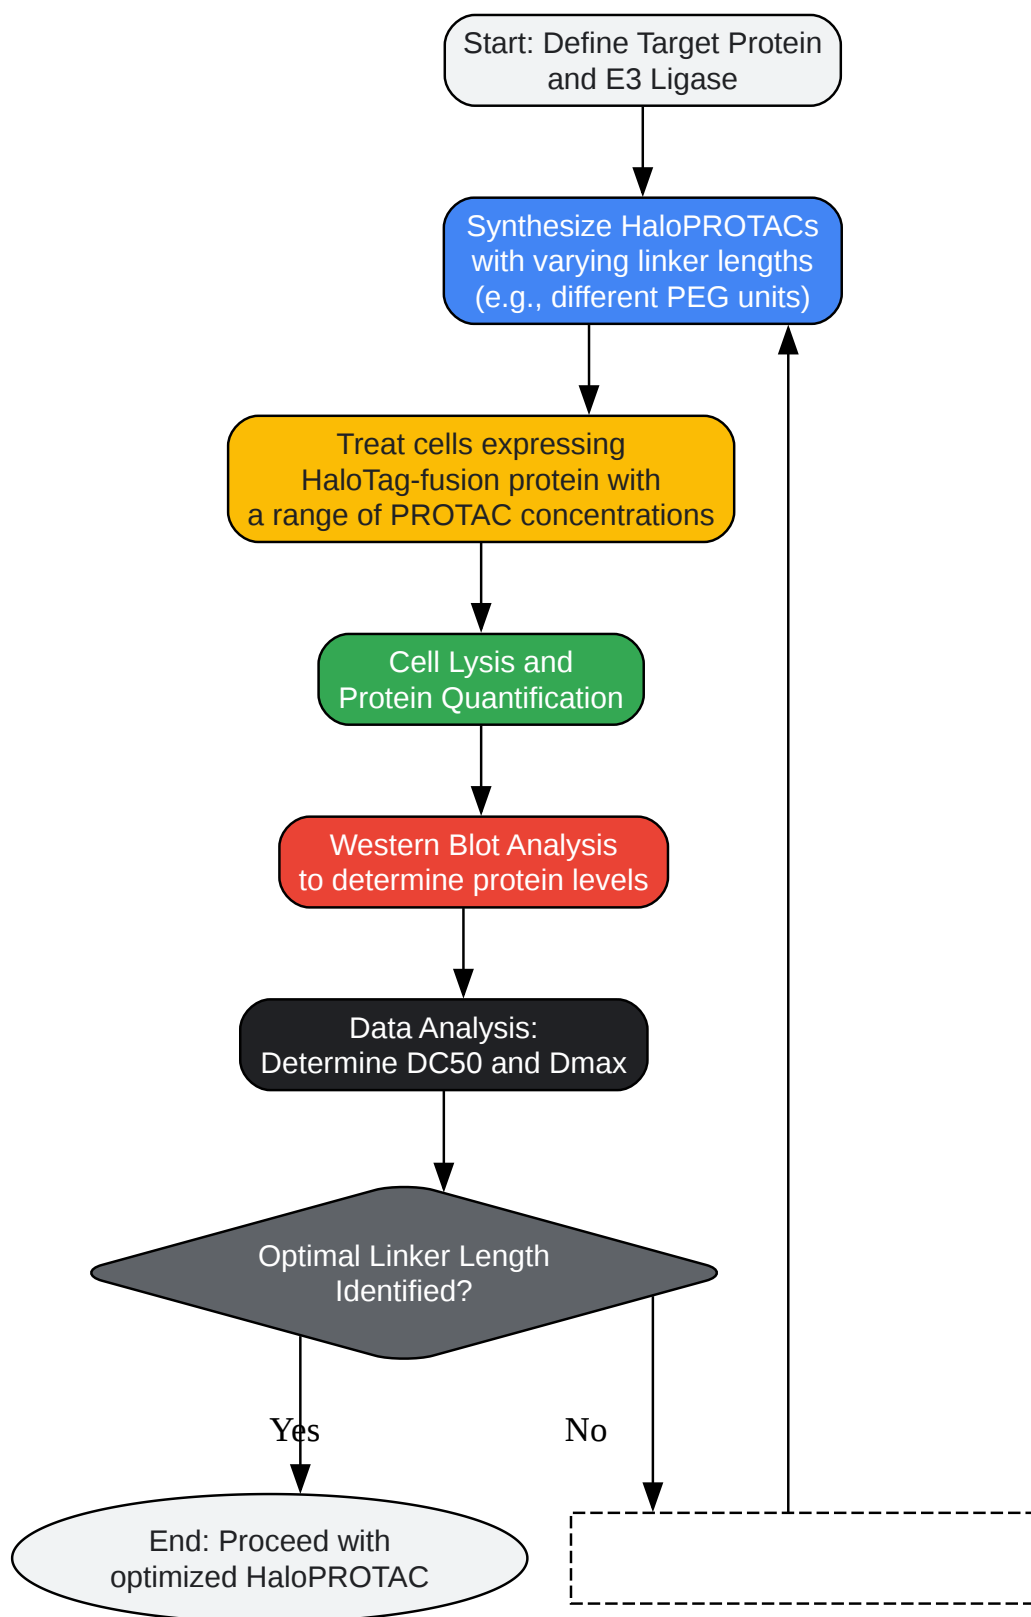 Start: Define Target Protein
and E3 Ligase
Synthesize HaloPROTACs
with varying linker lengths
(e.g., different PEG units)
Treat cells expressing
HaloTag-fusion protein with
a range of PROTAC concentrations
Cell Lysis and
Protein Quantification
Western Blot Analysis
to determine protein levels
Data Analysis:
Determine DC50 and Dmax
Optimal Linker Length
Identified?
Yes
No
End: Proceed with
optimized HaloPROTAC